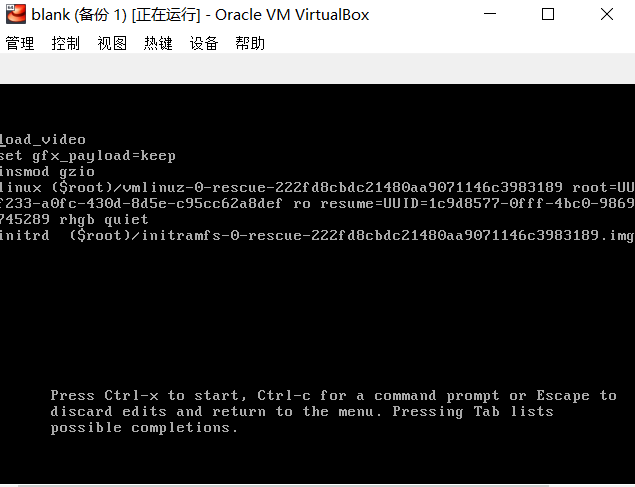 blank (备份 1) [正在运行] - Oracle VM VirtualBox
管理 控制 视图 热键 设备 帮助
load_video
set gfx_payload=keep
insmod gzio
linux ($root)/vmlinuz-0-rescue-222fd8cbdc21480aa9071146c3983189 root=UU
f233-a0fc-430d-8d5e-c95cc62a8def ro resume=UUID=1c9d8577-0fff-4bc0-9869
745289 rhgb quiet
initrd  ($root)/initramfs-0-rescue-222fd8cbdc21480aa9071146c3983189.img
Press Ctrl-x to start, Ctrl-c for a command prompt or Escape to
discard edits and return to the menu. Pressing Tab lists
possible completions.